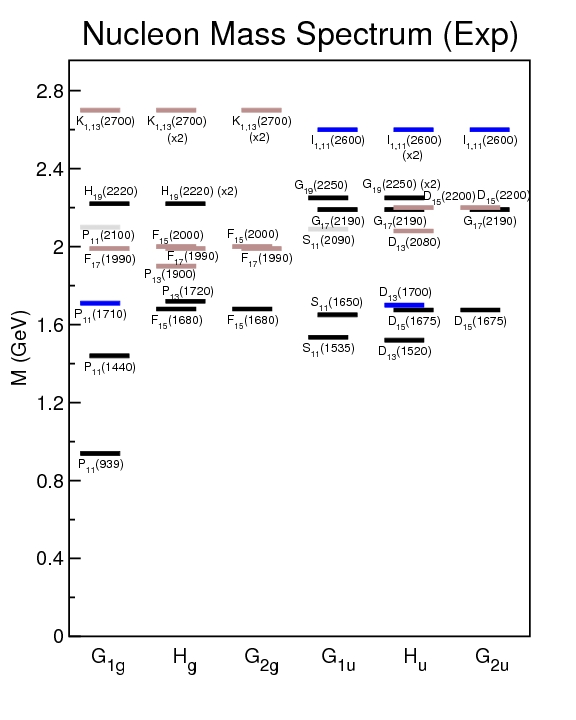 Nucleon Mass Spectrum (Exp)
2.8
K1,13(2700) K1,13(2700) K1,13(2700)
(x2) (x2)
I1,11(2600) I1,11(2600) I1,11(2600)
(x2)
2.4
H19(2220) H19(2220) (x2) G19(2250) G19(2250) (x2) D15(2200) D15(2200)
G17(2190) G17(2190) G17(2190)
P11(2100) F15(2000) F15(2000) S11(2090) D13(2080)
2
F17(1990) F17(1990) F17(1990)
P13(1900)
P13(1720) D13(1700)
P11(1710) F15(1680) F15(1680) S11(1650) D15(1675) D15(1675)
1.6
S11(1535) D13(1520)
P11(1440)
M (GeV)
1.2
P11(939)
0.8
0.4
0
G1g Hg G2g G1u Hu G2u